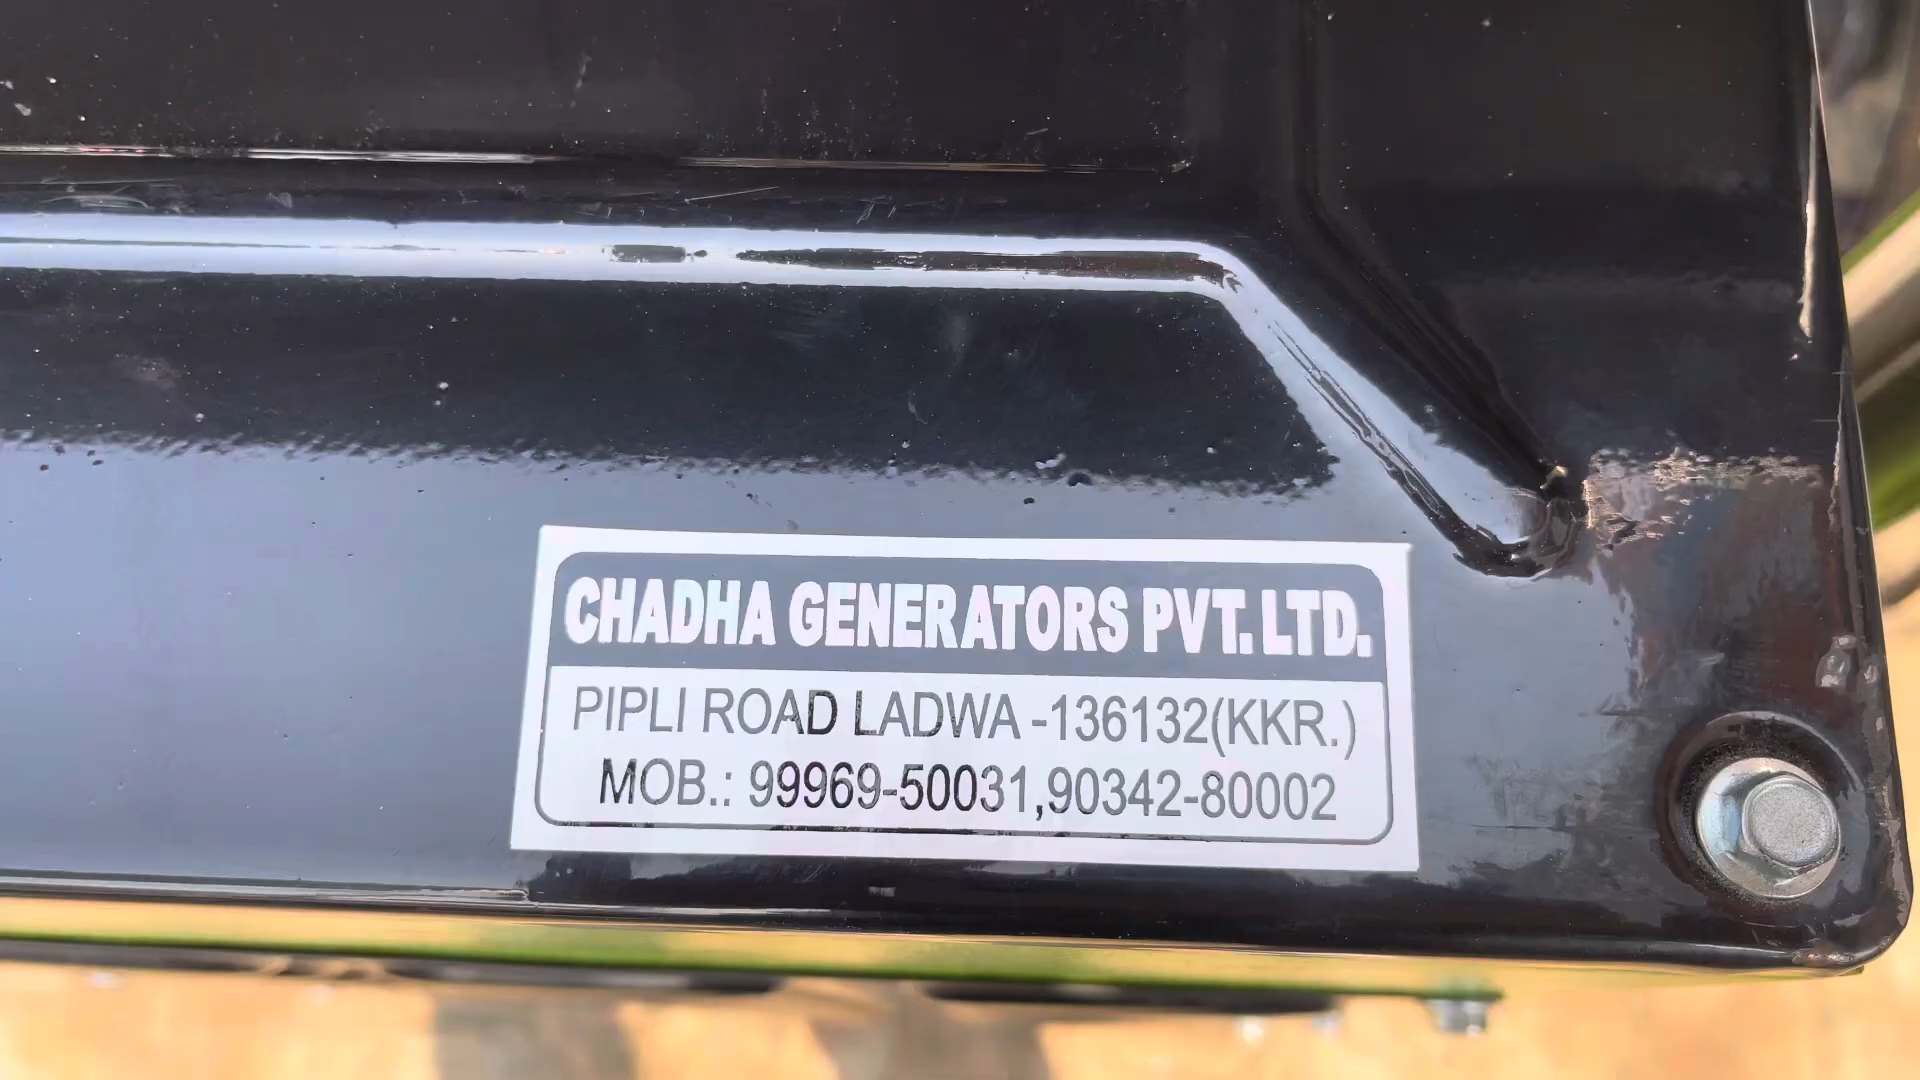 CHADHA GENERATORS PVT. LTD.
PIPLI ROAD LADWA -136132(KKR.)
MOB.: 99969-50031,90342-80002